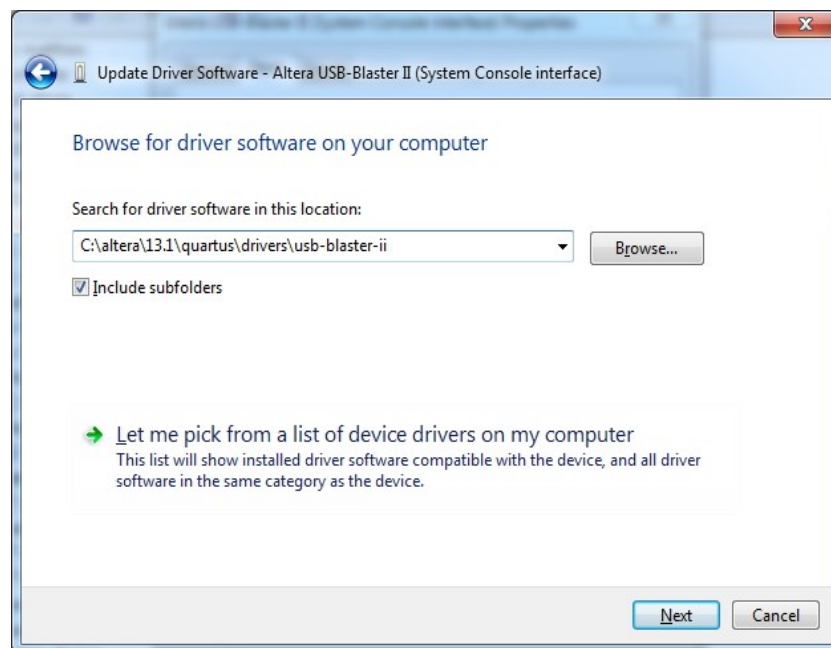 Update Driver Software - Altera USB-Blaster II (System Console interface)
Browse for driver software on your computer
Search for driver software in this location:
C:\altera\13.1\quartus\drivers\usb-blaster-ii
Browse...
Include subfolders
Let me pick from a list of device drivers on my computer
This list will show installed driver software compatible with the device, and all driver
software in the same category as the device.
Next
Cancel